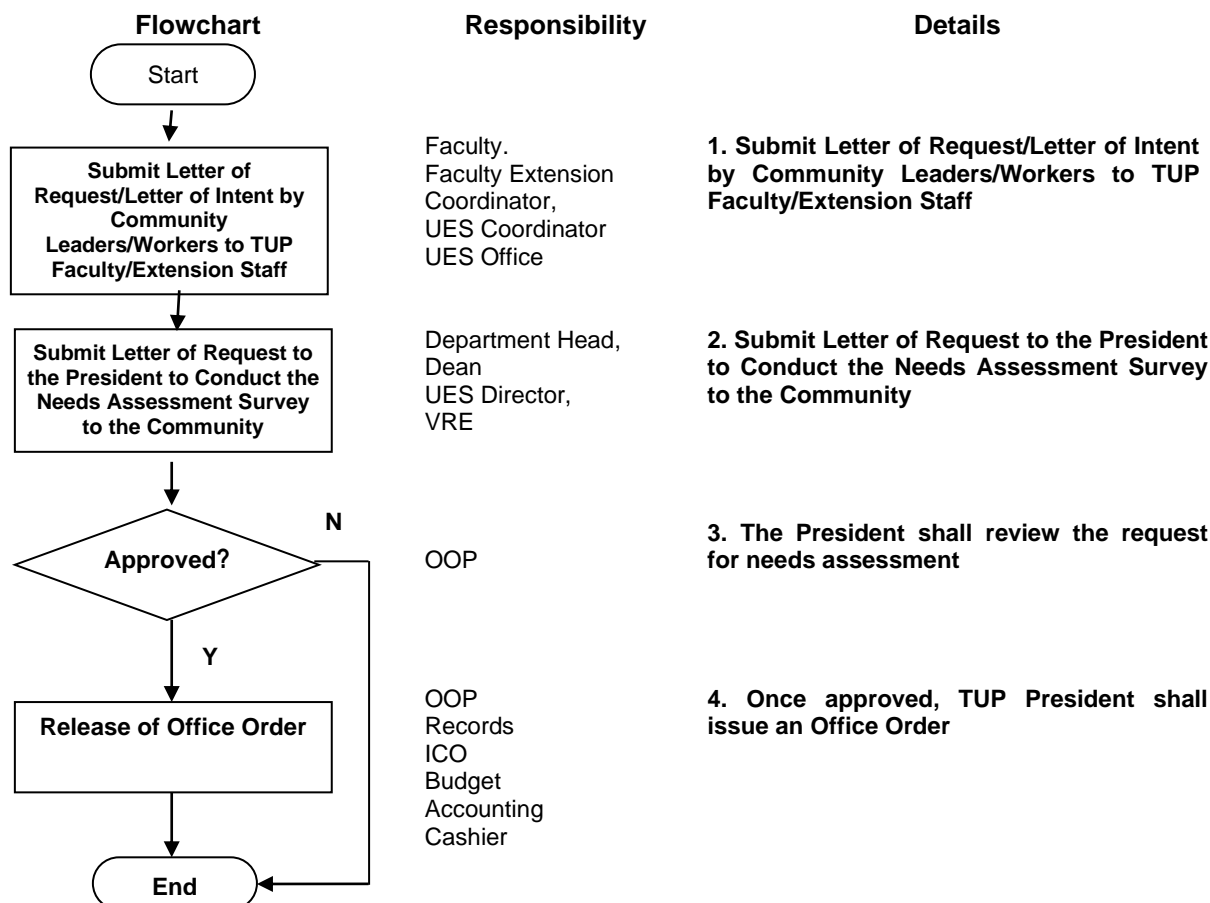 Flowchart Responsibility Details
Start
Submit Letter of
Request/Letter of Intent by
Community
Leaders/Workers to TUP
Faculty/Extension Staff
Faculty.
Faculty Extension
Coordinator,
UES Coordinator
UES Office
1. Submit Letter of Request/Letter of Intent
by Community Leaders/Workers to TUP
Faculty/Extension Staff
Submit Letter of Request to
the President to Conduct the
Needs Assessment Survey
to the Community
Department Head,
Dean
UES Director,
VRE
2. Submit Letter of Request to the President
to Conduct the Needs Assessment Survey
to the Community
Approved?
N
Y
OOP
3. The President shall review the request
for needs assessment
Release of Office Order
OOP
Records
ICO
Budget
Accounting
Cashier
4. Once approved, TUP President shall
issue an Office Order
End